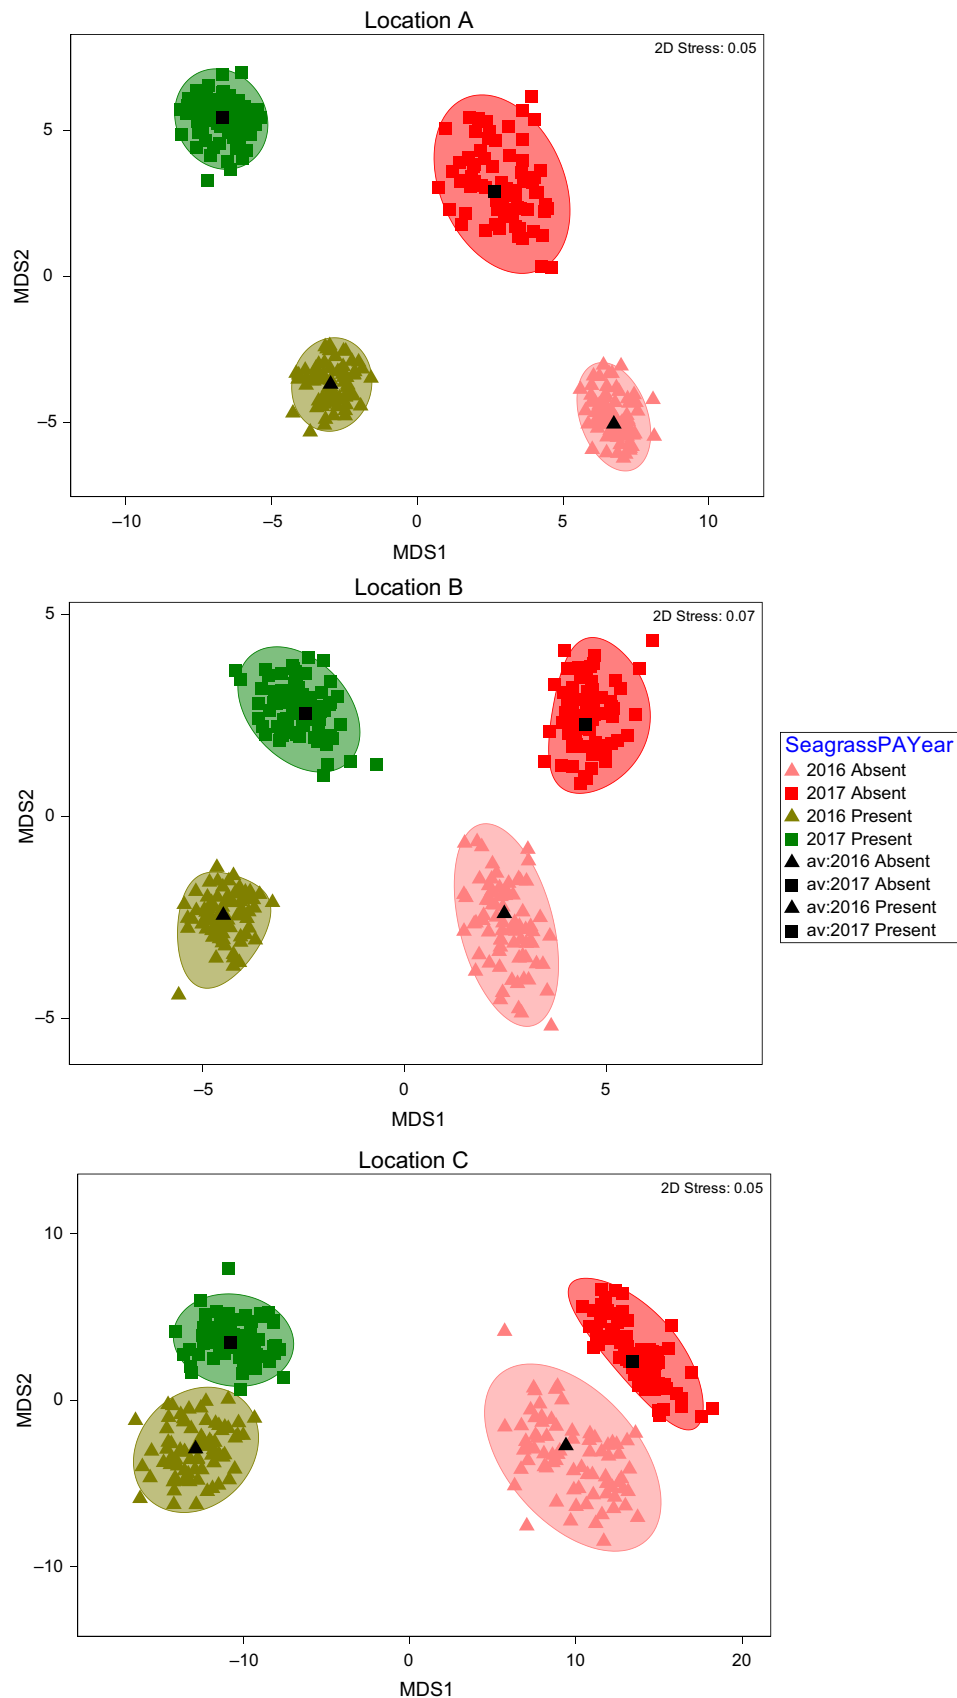 Location A
2D Stress: 0.05
5
0
–5
MDS2
–10
–5
0
5
10
MDS1
Location B
2D Stress: 0.07
5
0
–5
MDS2
–5
0
5
MDS1
SeagrassPAYear
2016 Absent
2017 Absent
2016 Present
2017 Present
av:2016 Absent
av:2017 Absent
av:2016 Present
av:2017 Present
Location C
2D Stress: 0.05
10
0
–10
MDS2
–10
0
10
20
MDS1